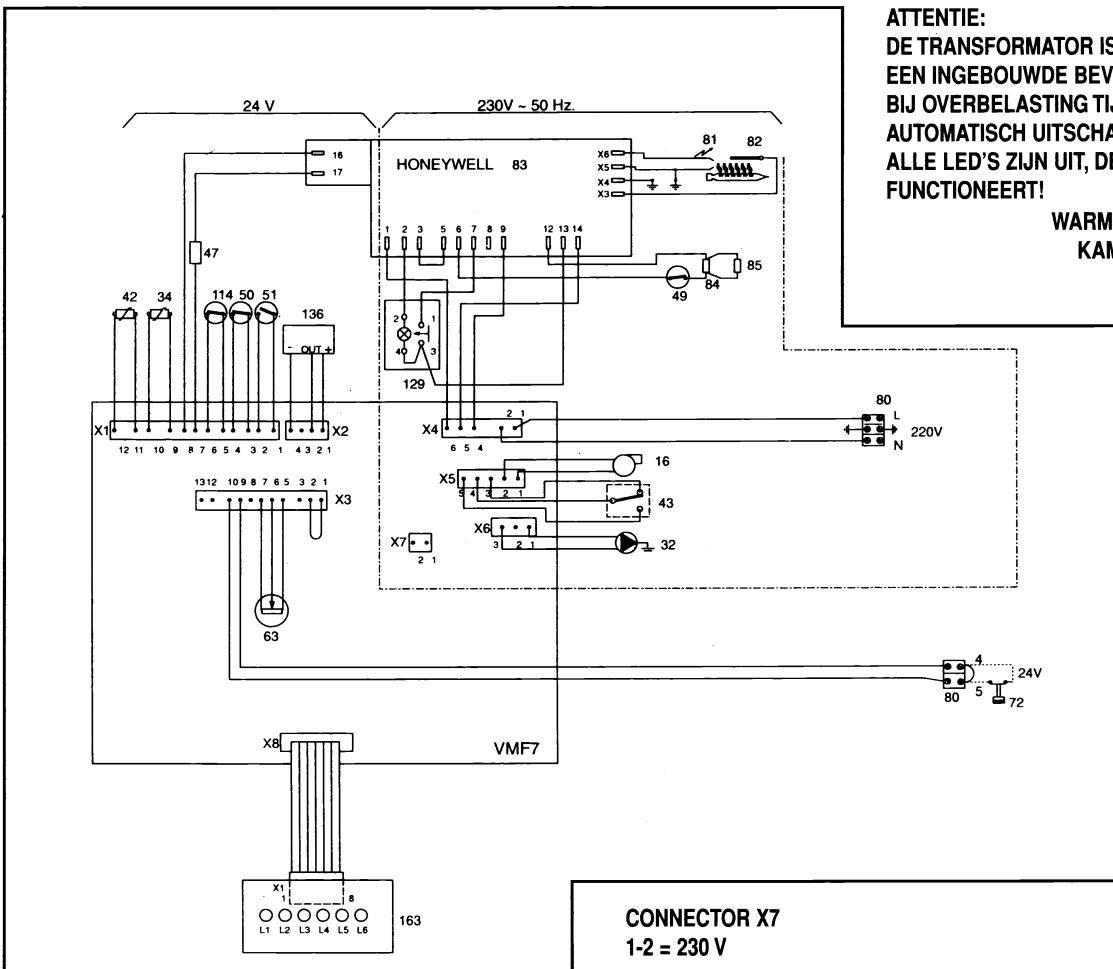 ATTENTIE:
DE TRANSFORMATOR IS
EEN INGEBOUWDE BEV
BIJ OVERBELASTING TIJ
AUTOMATISCH UITSCHA
ALLE LED'S ZIJN UIT, DE
FUNCTIONEERT!
WARM
KAM
24 V
230V ~ 50 Hz.
16
17
HONEYWELL 83
X6
X5
X4
X3
81
82
1 2 3 5 6 7 8 9 12 13 14
47
85
84
49
42 34 114 50 51
136
- OUT +
2 1
4 3
129
X1
12 11 10 9 8 7 6 5 4 3 2 1
X2
4 3 2 1
X4
2 1
6 5 4
80
L
220V
N
16
X5
5 4 3 2 1
43
X6
3 2 1
32
X7
2 1
13 12 10 9 8 7 6 5 3 2 1
X3
63
4
24V
80
5
72
X8
VMF7
X1
1 8
L1 L2 L3 L4 L5 L6
163
CONNECTOR X7
1-2 = 230 V